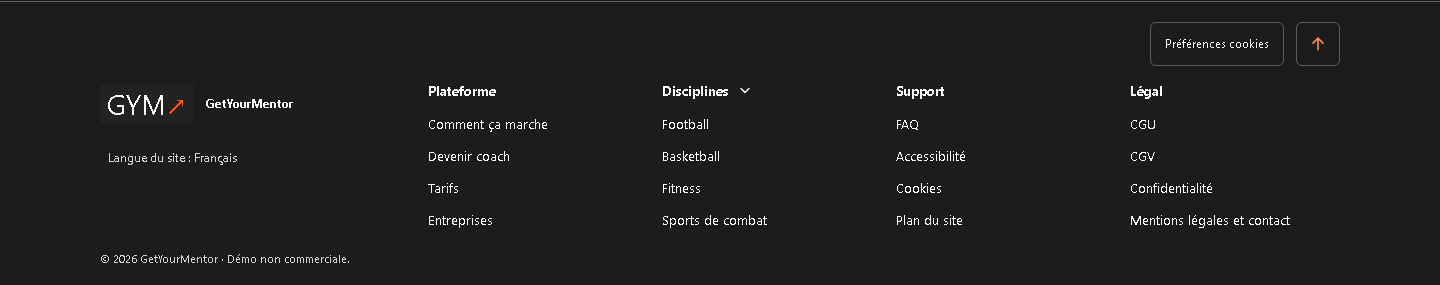 Préférences cookies
GYM↗ GetYourMentor
Langue du site : Français
Plateforme
Comment ça marche
Devenir coach
Tarifs
Entreprises
Disciplines
Football
Basketball
Fitness
Sports de combat
Support
FAQ
Accessibilité
Cookies
Plan du site
Légal
CGU
CGV
Confidentialité
Mentions légales et contact
© 2026 GetYourMentor · Démo non commerciale.